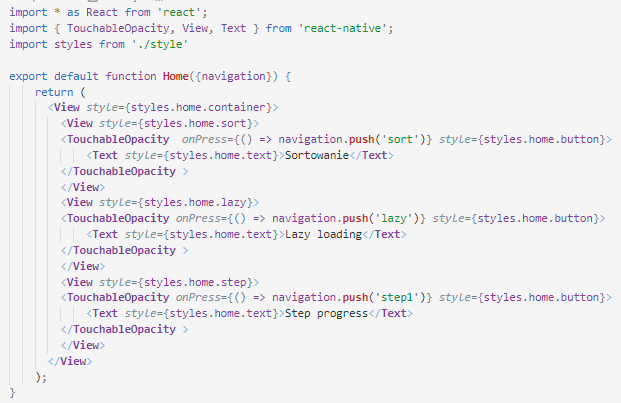 import * as React from 'react';
import { TouchableOpacity, View, Text } from 'react-native';
import styles from './style'

export default function Home({navigation}) {
    return (
      <View style={styles.home.container}>
        <View style={styles.home.sort}>
        <TouchableOpacity  onPress={() => navigation.push('sort')} style={styles.home.button}>
            <Text style={styles.home.text}>Sortowanie</Text>
        </TouchableOpacity >
        </View>
        <View style={styles.home.lazy}>
        <TouchableOpacity onPress={() => navigation.push('lazy')} style={styles.home.button}>
            <Text style={styles.home.text}>Lazy loading</Text>
        </TouchableOpacity >
        </View>
        <View style={styles.home.step}>
        <TouchableOpacity onPress={() => navigation.push('step1')} style={styles.home.button}>
            <Text style={styles.home.text}>Step progress</Text>
        </TouchableOpacity >
        </View>
      </View>
    );
}